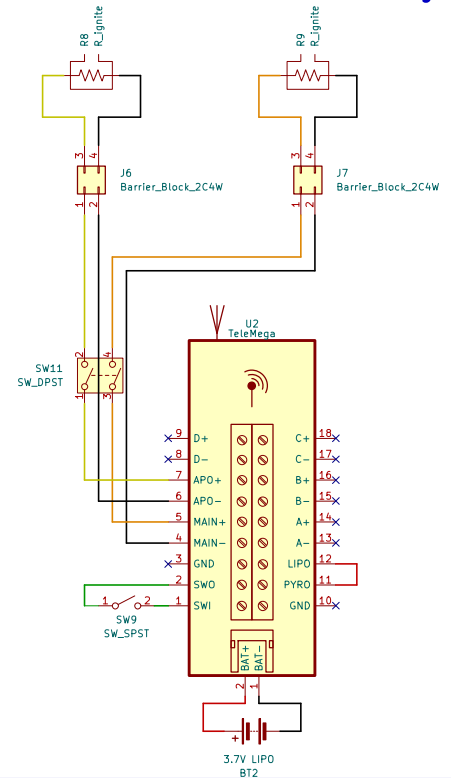 R8
R_ignite
R9
R_ignite
3
4
3
4
J6
Barrier_Block_2C4W
J7
Barrier_Block_2C4W
1
2
1
2
U2
TeleMega
2
4
SW11
SW_DPST
1
3
9 D+ C+ 18
8 D- C- 17
7 APO+ B+ 16
6 APO- B- 15
5 MAIN+ A+ 14
4 MAIN- A- 13
3 GND LIPO 12
2 SWO PYRO 11
1 SWI GND 10
1 2
SW9
SW_SPST
BAT+
BAT-
2
1
+
3.7V LIPO
BT2